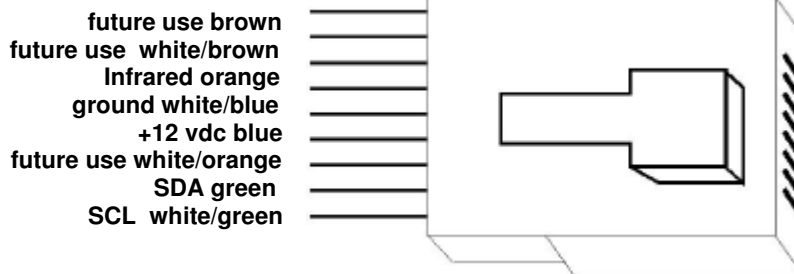 future use brown
future use white/brown
Infrared orange
ground white/blue
+12 vdc blue
future use white/orange
SDA green
SCL white/green